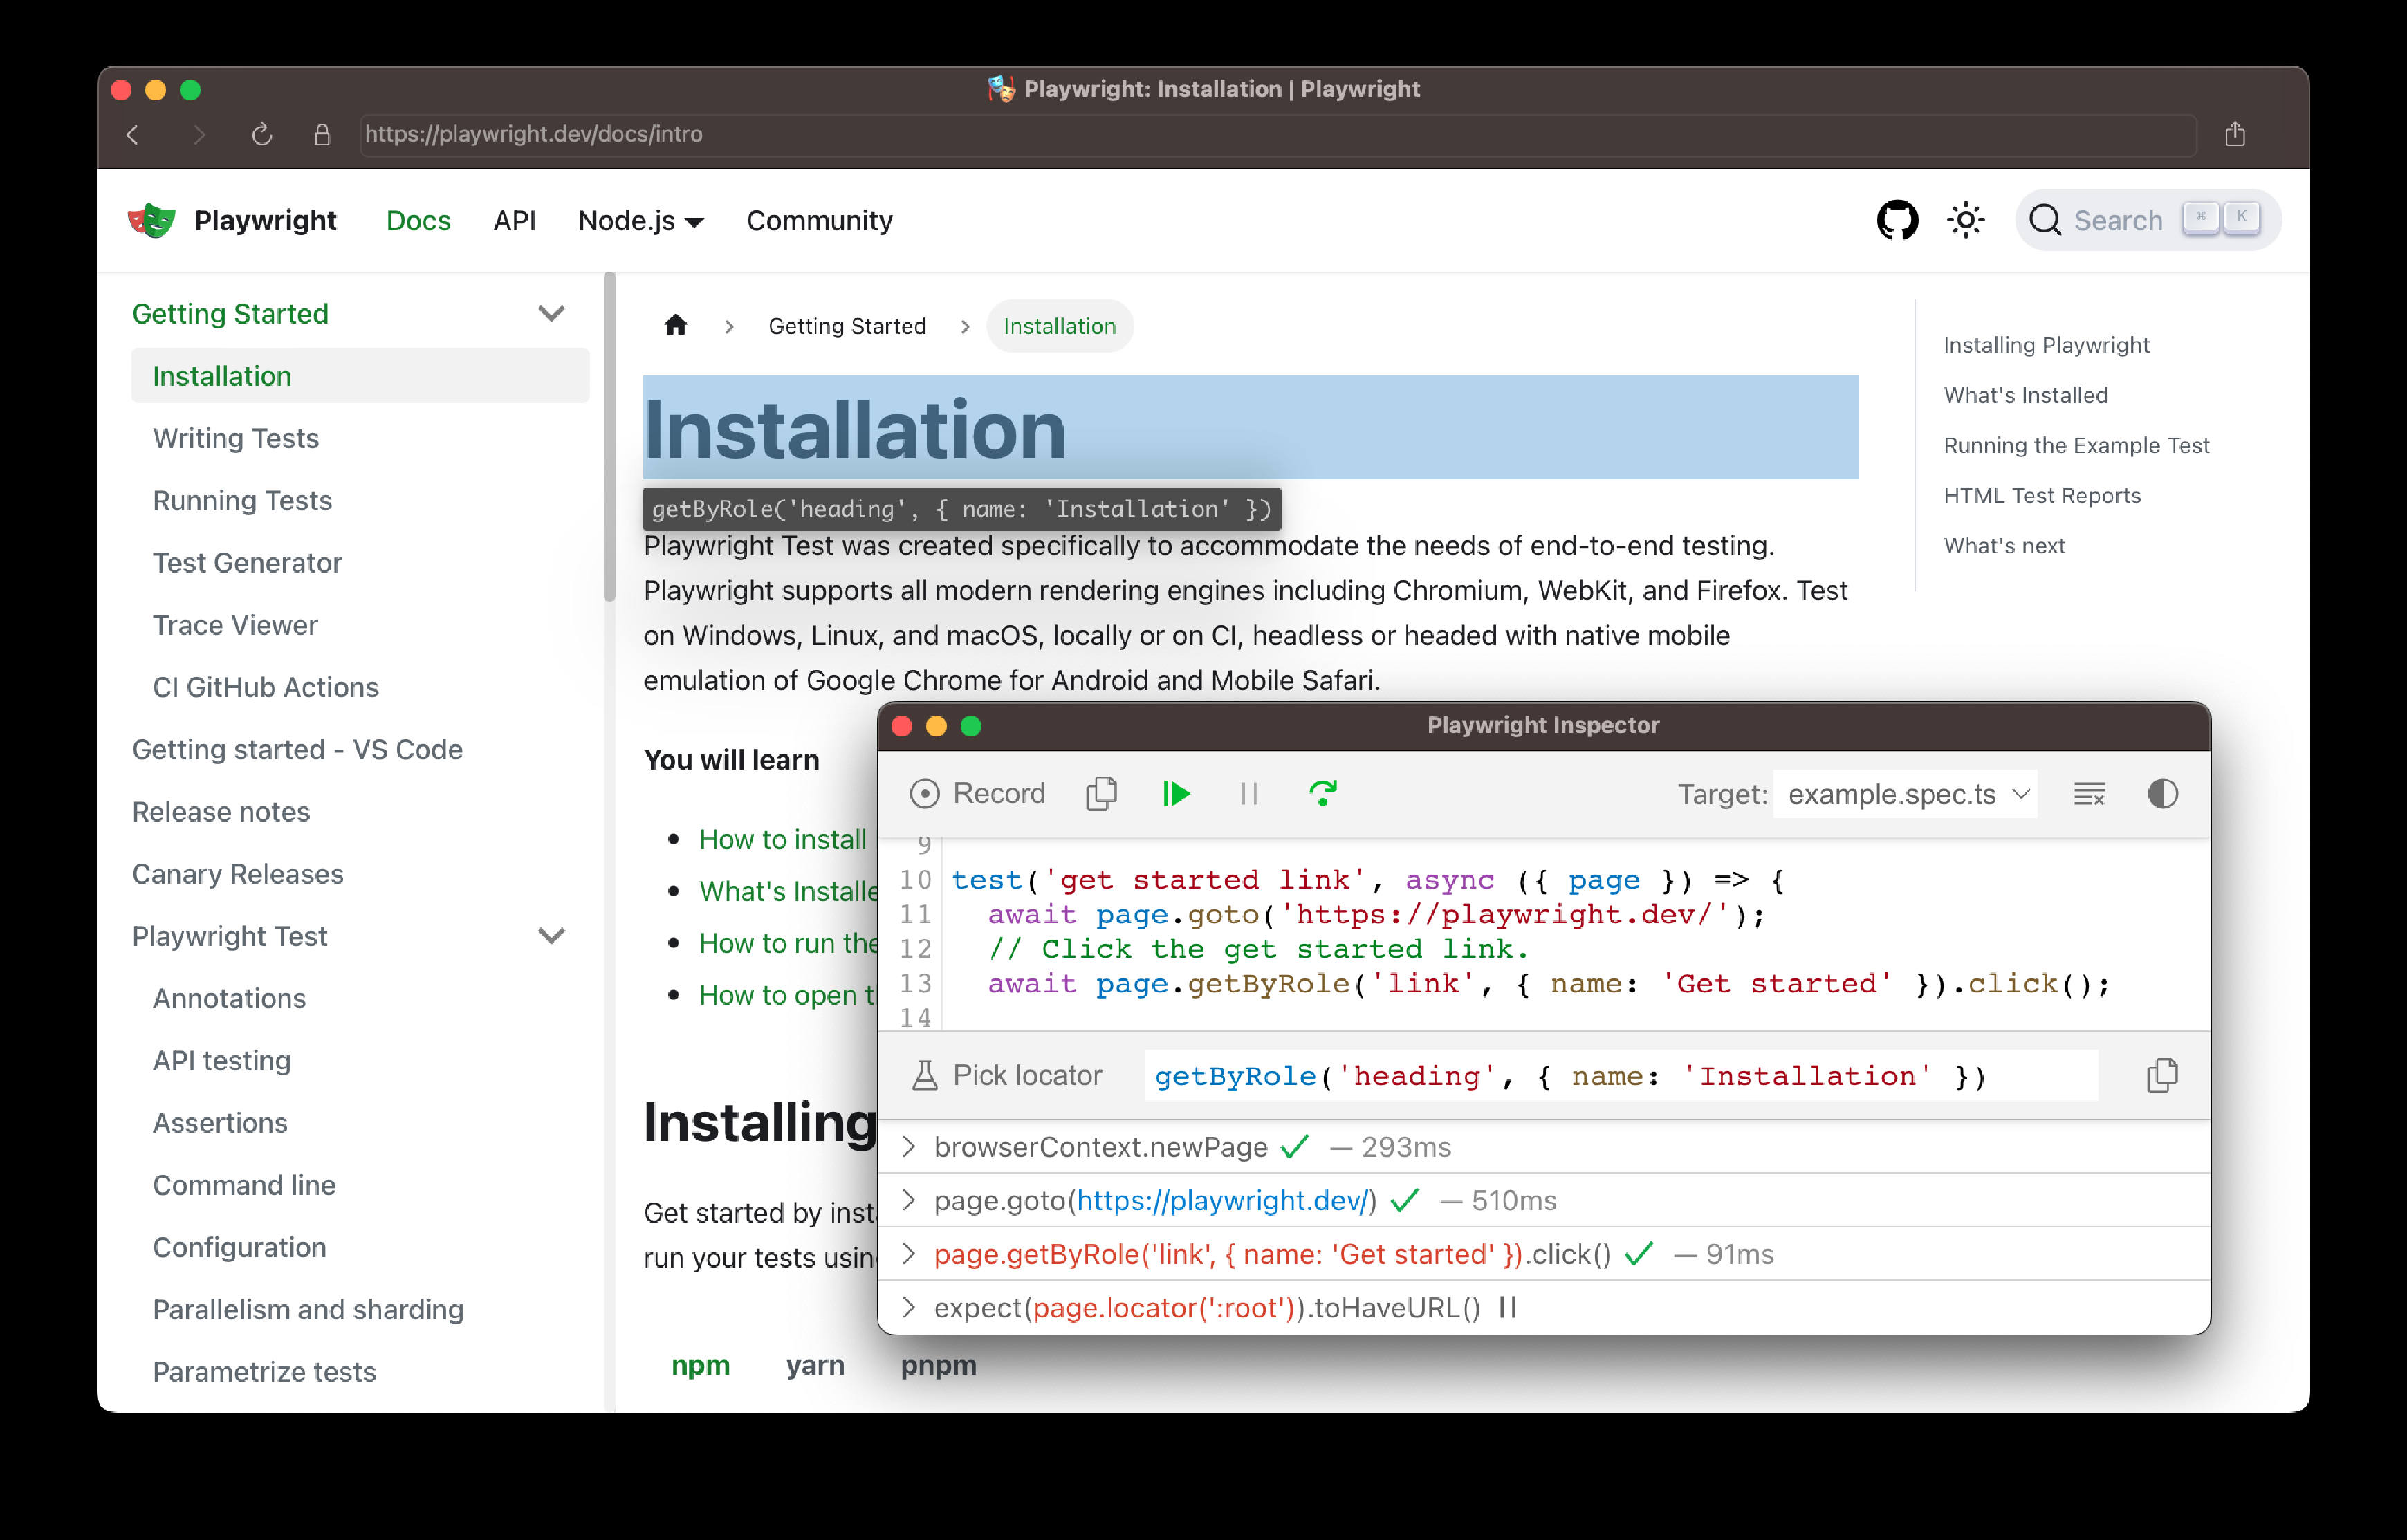 Playwright: Installation | Playwright
https://playwright.dev/docs/intro
Playwright
Docs
API
Node.js
Community
Search
⌘ K
Getting Started
Installation
Writing Tests
Running Tests
Test Generator
Trace Viewer
CI GitHub Actions
Getting started - VS Code
Release notes
Canary Releases
Playwright Test
Annotations
API testing
Assertions
Command line
Configuration
Parallelism and sharding
Parametrize tests
Getting Started
Installation
Installation
getByRole('heading', { name: 'Installation' })
Playwright Test was created specifically to accommodate the needs of end-to-end testing.
Playwright supports all modern rendering engines including Chromium, WebKit, and Firefox. Test
on Windows, Linux, and macOS, locally or on CI, headless or headed with native mobile
emulation of Google Chrome for Android and Mobile Safari.
You will learn
How to install
What's Installe
How to run the
How to open t
Installing
Get started by inst
run your tests usin
npm
yarn
pnpm
Installing Playwright
What's Installed
Running the Example Test
HTML Test Reports
What's next
Playwright Inspector
Record
Target: example.spec.ts
9
10 test('get started link', async ({ page }) => {
11 await page.goto('https://playwright.dev/');
12 // Click the get started link.
13 await page.getByRole('link', { name: 'Get started' }).click();
14
Pick locator
getByRole('heading', { name: 'Installation' })
browserContext.newPage ✓ — 293ms
page.goto(https://playwright.dev/) ✓ — 510ms
page.getByRole('link', { name: 'Get started' }).click() ✓ — 91ms
expect(page.locator(':root')).toHaveURL()